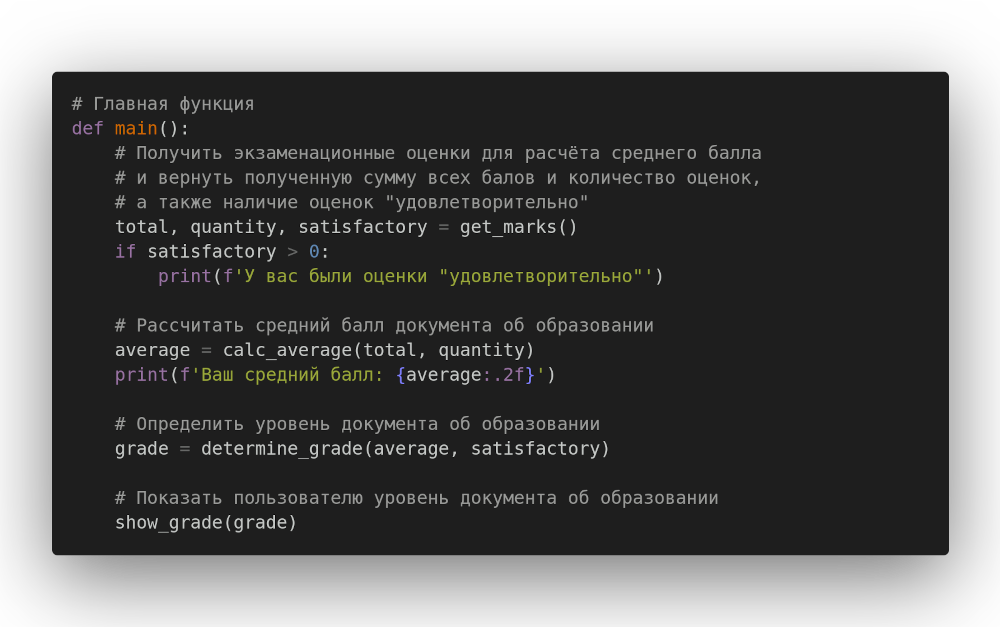 # Главная функция
def main():
    # Получить экзаменационные оценки для расчёта среднего балла
    # и вернуть полученную сумму всех балов и количество оценок,
    # а также наличие оценок "удовлетворительно"
    total, quantity, satisfactory = get_marks()
    if satisfactory > 0:
        print(f'У вас были оценки "удовлетворительно"')

    # Рассчитать средний балл документа об образовании
    average = calc_average(total, quantity)
    print(f'Ваш средний балл: {average:.2f}')

    # Определить уровень документа об образовании
    grade = determine_grade(average, satisfactory)

    # Показать пользователю уровень документа об образовании
    show_grade(grade)